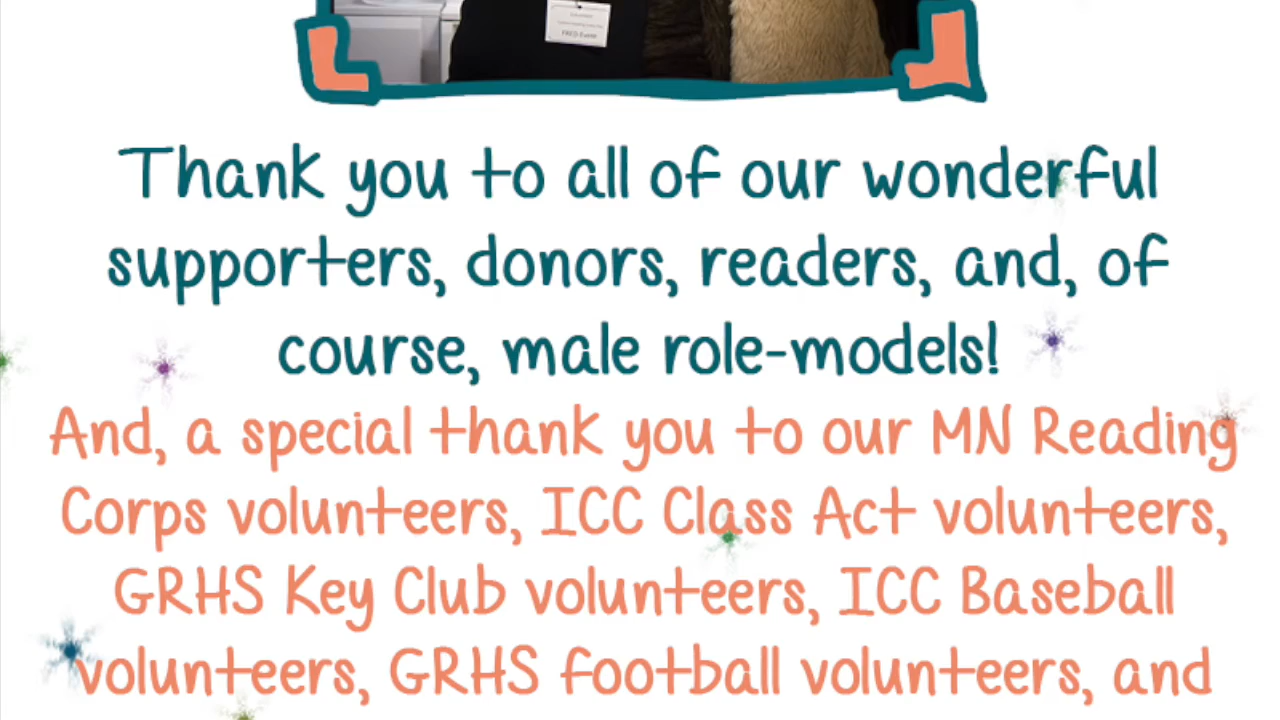 FRED Event
Thank you to all of our wonderful
supporters, donors, readers, and, of
course, male role-models!
And, a special thank you to our MN Reading
Corps volunteers, ICC Class Act volunteers,
GRHS Key Club volunteers, ICC Baseball
volunteers, GRHS football volunteers, and